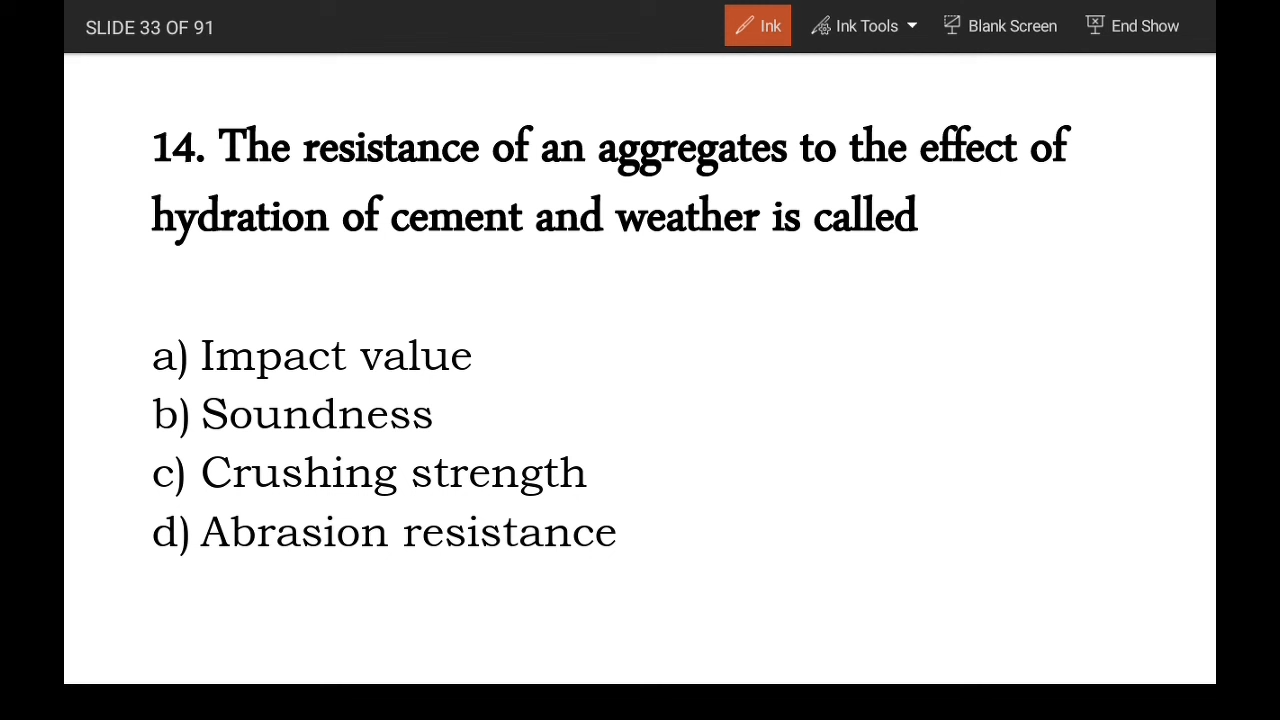 SLIDE 33 OF 91
Ink
Ink Tools
Blank Screen
End Show
14. The resistance of an aggregates to the effect of
hydration of cement and weather is called
a) Impact value
b) Soundness
c) Crushing strength
d) Abrasion resistance